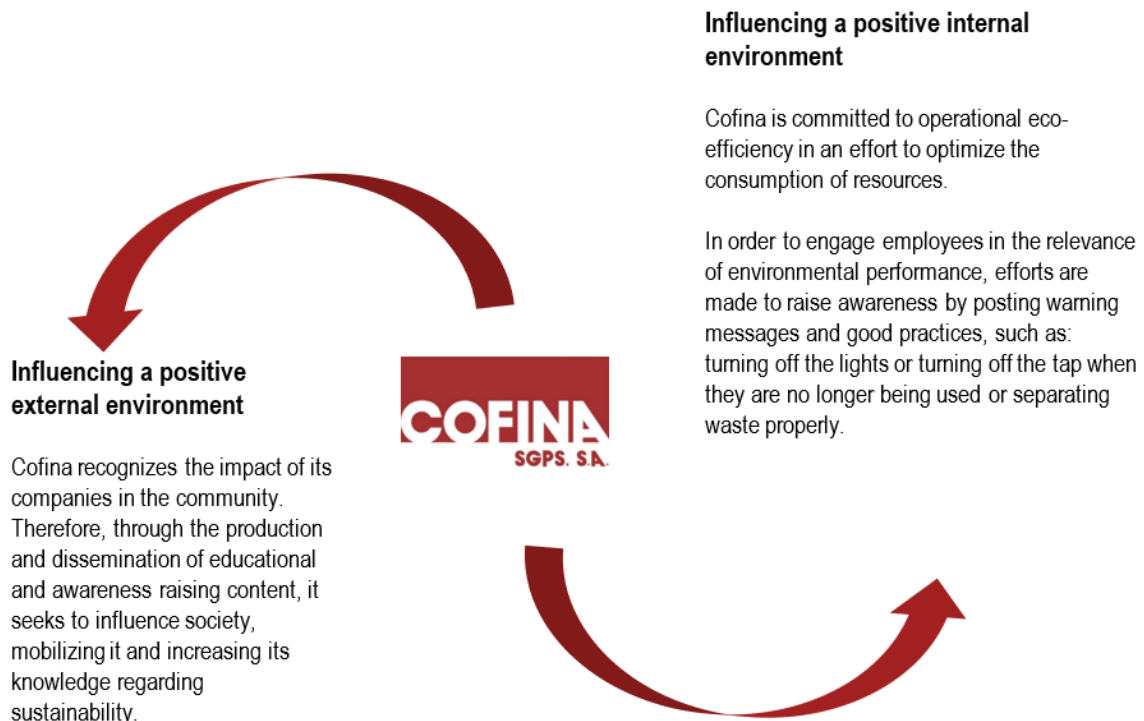 Influencing a positive internal
environment
Cofina is committed to operational eco-
efficiency in an effort to optimize the
consumption of resources.
In order to engage employees in the relevance
of environmental performance, efforts are
made to raise awareness by posting warning
messages and good practices, such as:
turning off the lights or turning off the tap when
they are no longer being used or separating
waste properly.
COFINA
SGPS. S.A.
Influencing a positive
external environment
Cofina recognizes the impact of its
companies in the community.
Therefore, through the production
and dissemination of educational
and awareness raising content, it
seeks to influence society,
mobilizing it and increasing its
knowledge regarding
sustainability.